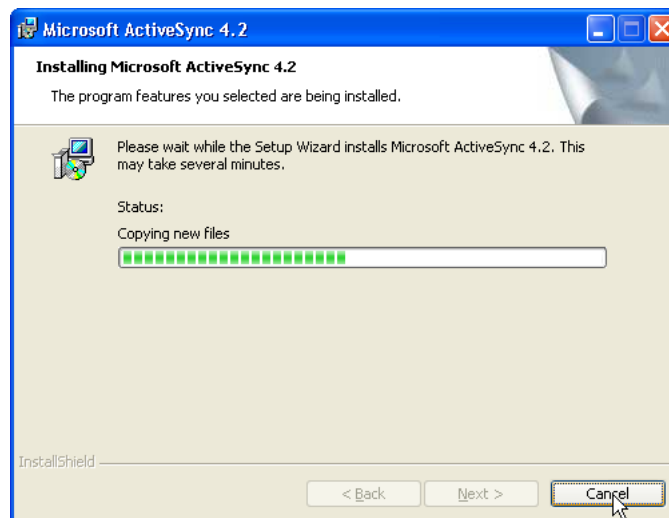 Microsoft ActiveSync 4.2
Installing Microsoft ActiveSync 4.2
The program features you selected are being installed.
Please wait while the Setup Wizard installs Microsoft ActiveSync 4.2. This
may take several minutes.
Status:
Copying new files
InstallShield
< Back
Next >
Cancel